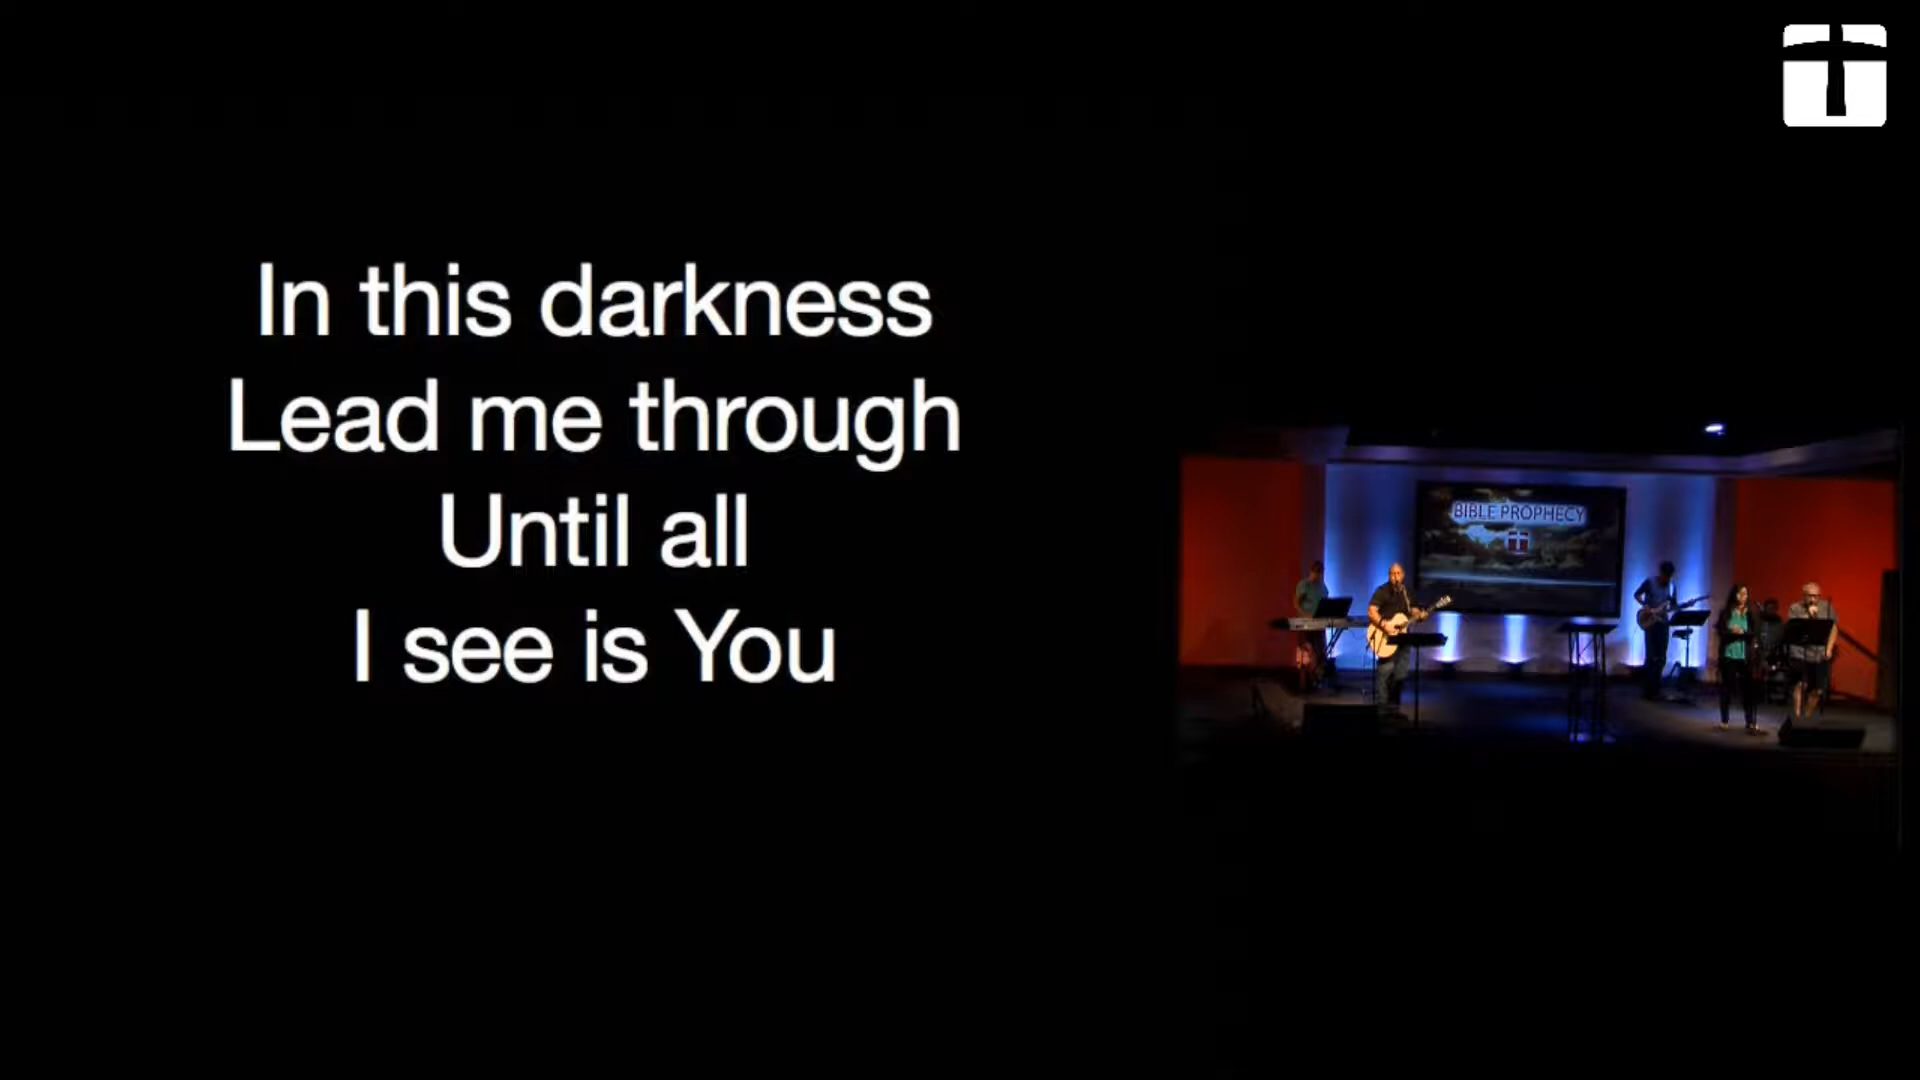 In this darkness
Lead me through
Until all
I see is You
BIBLE PROPHECY